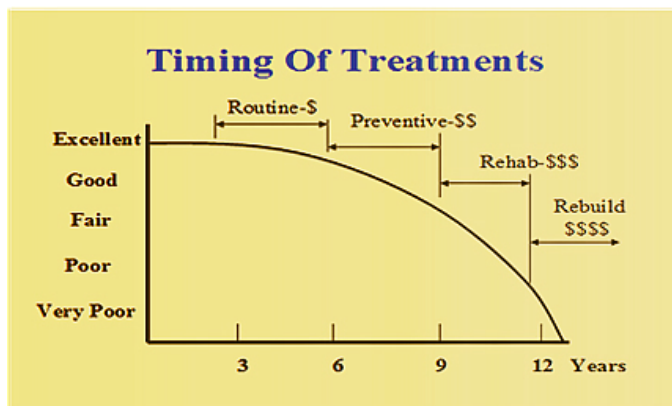 Timing Of Treatments
Routine-$
Preventive-$$
Rehab-$$$
Rebuild
$$$$
Excellent
Good
Fair
Poor
Very Poor
3 6 9 12 Years